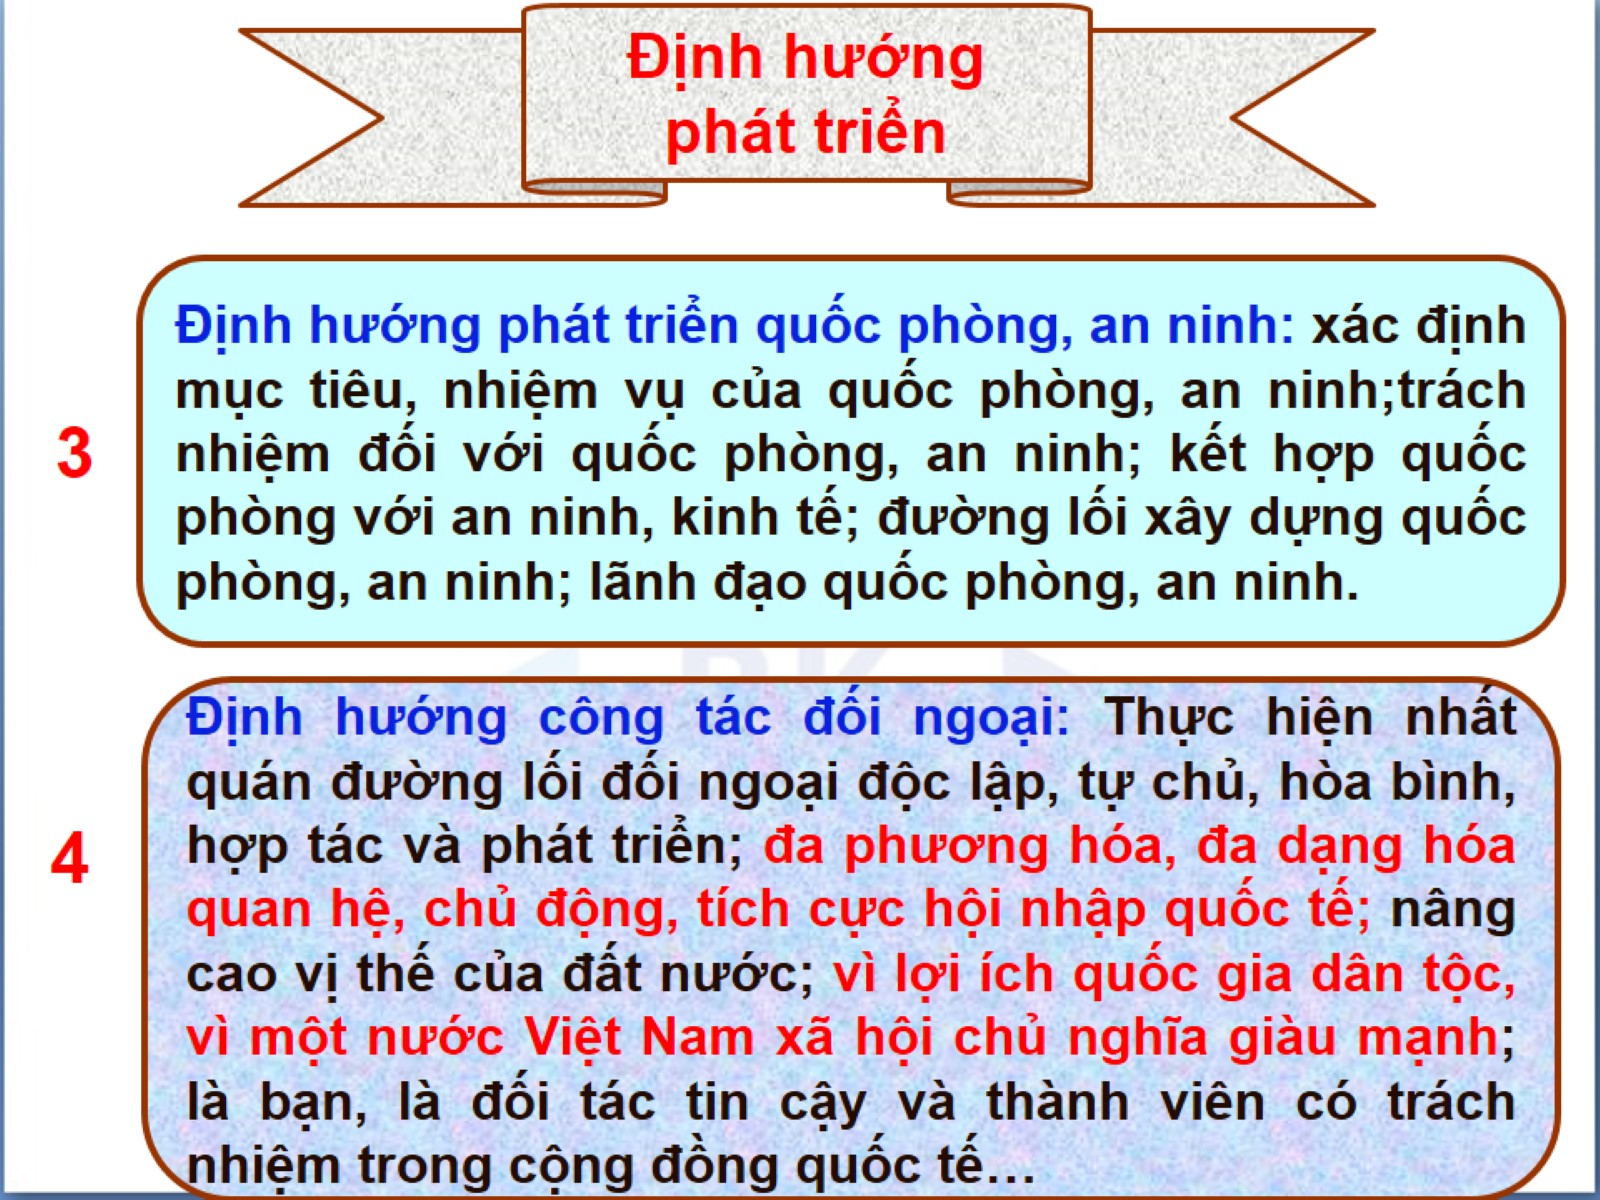 Định hướng
phát triển
Định hướng phát triển quốc phòng, an ninh: xác định
mục tiêu, nhiệm vụ của quốc phòng, an ninh;trách
3
nhiệm đối với quốc phòng, an ninh; kết hợp quốc
phòng với an ninh, kinh tế; đường lối xây dựng quốc
phòng, an ninh; lãnh đạo quốc phòng, an ninh.
Định hướng công tác đối ngoại: Thực hiện nhất
quán đường lối đối ngoại độc lập, tự chủ, hòa bình,
4
hợp tác và phát triển; đa phương hóa, đa dạng hóa
quan hệ, chủ động, tích cực hội nhập quốc tế; nâng
cao vị thế của đất nước; vì lợi ích quốc gia dân tộc,
vì một nước Việt Nam xã hội chủ nghĩa giàu mạnh;
là bạn, là đối tác tin cậy và thành viên có trách
nhiệm trong cộng đồng quốc tế…